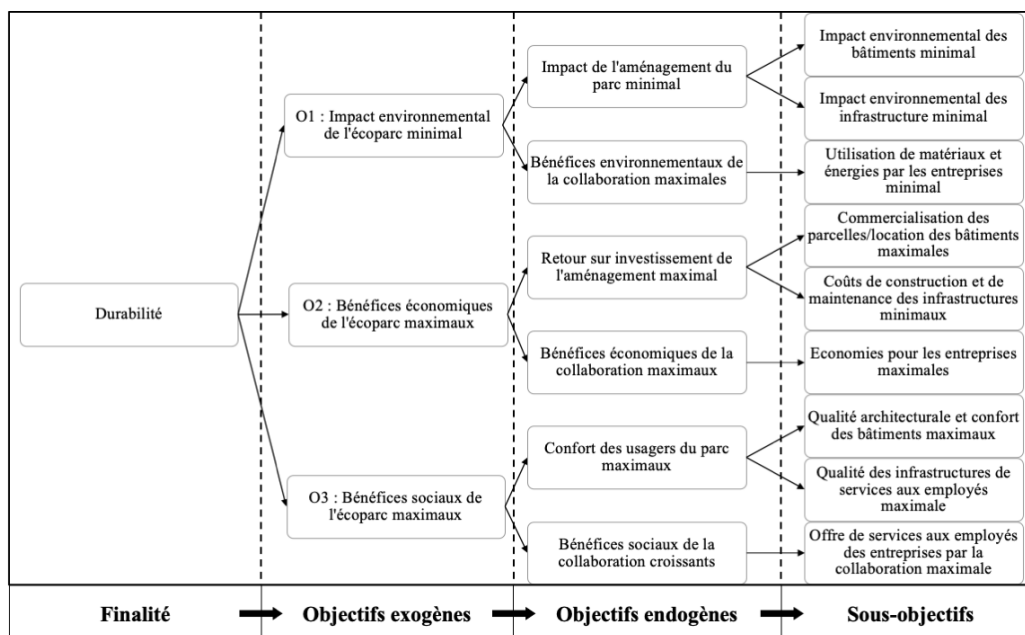 Durabilité
O1 : Impact environnemental
de l'écoparc minimal
O2 : Bénéfices économiques
de l'écoparc maximaux
O3 : Bénéfices sociaux de
l'écoparc maximaux
Impact de l'aménagement du
parc minimal
Bénéfices environnementaux de
la collaboration maximales
Retour sur investissement de
l'aménagement maximal
Bénéfices économiques de la
collaboration maximaux
Confort des usagers du parc
maximaux
Bénéfices sociaux de la
collaboration croissants
Impact environnemental des
bâtiments minimal
Impact environnemental des
infrastructure minimal
Utilisation de matériaux et
énergies par les entreprises
minimal
Commercialisation des
parcelles/location des bâtiments
maximales
Coûts de construction et de
maintenance des infrastructures
minimaux
Economies pour les entreprises
maximales
Qualité architecturale et confort
des bâtiments maximaux
Qualité des infrastructures de
services aux employés
maximale
Offre de services aux employés
des entreprises par la
collaboration maximale
Finalité
Objectifs exogènes
Objectifs endogènes
Sous-objectifs